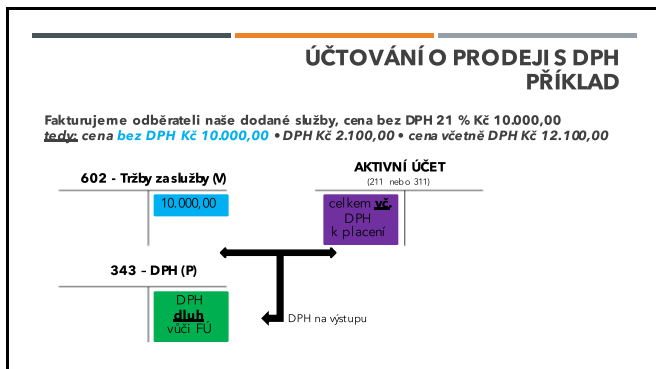 ÚČTOVÁNÍ O PRODEJI S DPH
PŘÍKLAD
Fakturujeme odběrateli naše dodané služby, cena bez DPH 21 % Kč 10.000,00
tedy: cena bez DPH Kč 10.000,00 • DPH Kč 2.100,00 • cena včetně DPH Kč 12.100,00
602 - Tržby za služby (V)
10.000,00
AKTIVNÍ ÚČET
(211 nebo 311)
celkem vč.
DPH
k placení
343 – DPH (P)
DPH
dluh
vůči FÚ
DPH na výstupu